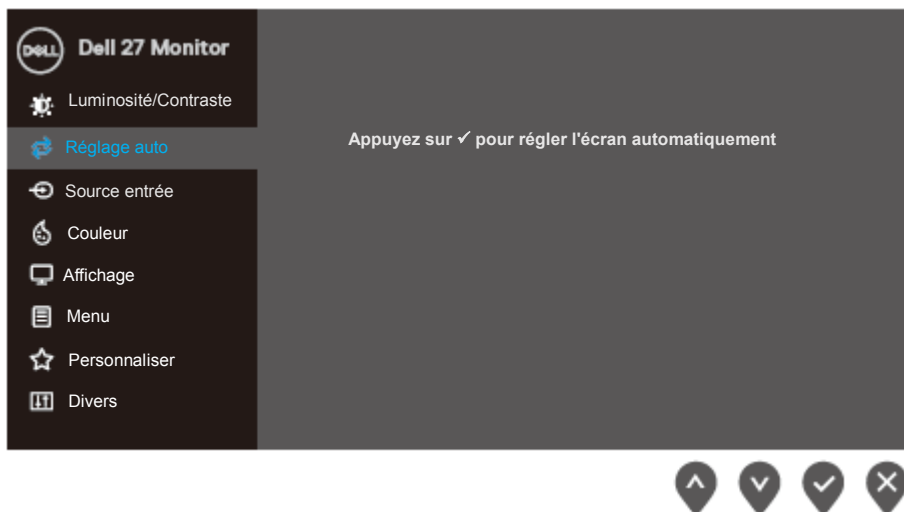 DELL
Dell 27 Monitor
Luminosité/Contraste
Réglage auto
Appuyez sur ✓ pour régler l'écran automatiquement
Source entrée
Couleur
Affichage
Menu
Personnaliser
Divers